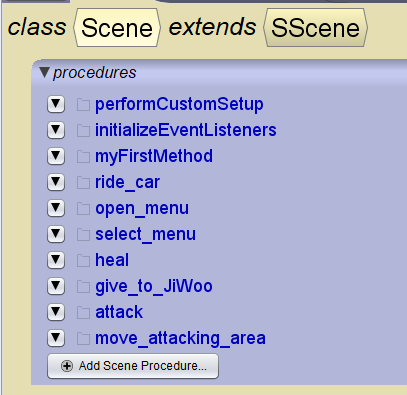 class Scene extends SScene
procedures
performCustomSetup
initializeEventListeners
myFirstMethod
ride_car
open_menu
select_menu
heal
give_to_JiWoo
attack
move_attacking_area
Add Scene Procedure...